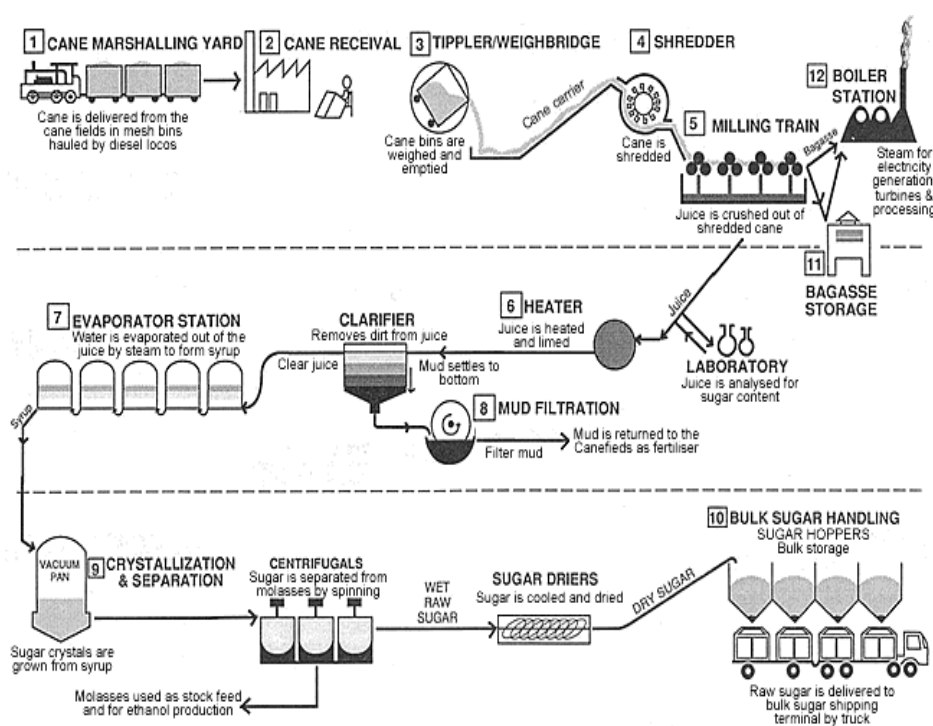 1 CANE MARSHALLING YARD
Cane is delivered from the
cane fields in mesh bins
hauled by diesel locos
2 CANE RECEIVAL
3 TIPPLER/WEIGHBRIDGE
Cane bins are
weighed and
emptied
Cane carrier
4 SHREDDER
Cane is
shredded
5 MILLING TRAIN
Juice is crushed out of
shredded cane
Bagasse
12 BOILER
STATION
Steam for
electricity
generation
turbines &
processing
11
BAGASSE
STORAGE
Juice
LABORATORY
Juice is analysed for
sugar content
6 HEATER
Juice is heated
and limed
CLARIFIER
Removes dirt from juice
Clear juice
Mud settles to
bottom
7 EVAPORATOR STATION
Water is evaporated out of the
juice by steam to form syrup
8 MUD FILTRATION
Filter mud
Mud is returned to the
Canefieds as fertiliser
Syrup
VACUUM
PAN
9 CRYSTALLIZATION
& SEPARATION
Sugar crystals are
grown from syrup
CENTRIFUGALS
Sugar is separated from
molasses by spinning
Molasses used as stock feed
and for ethanol production
WET
RAW
SUGAR
SUGAR DRIERS
Sugar is cooled and dried
DRY SUGAR
10 BULK SUGAR HANDLING
SUGAR HOPPERS
Bulk storage
Raw sugar is delivered to
bulk sugar shipping
terminal by truck